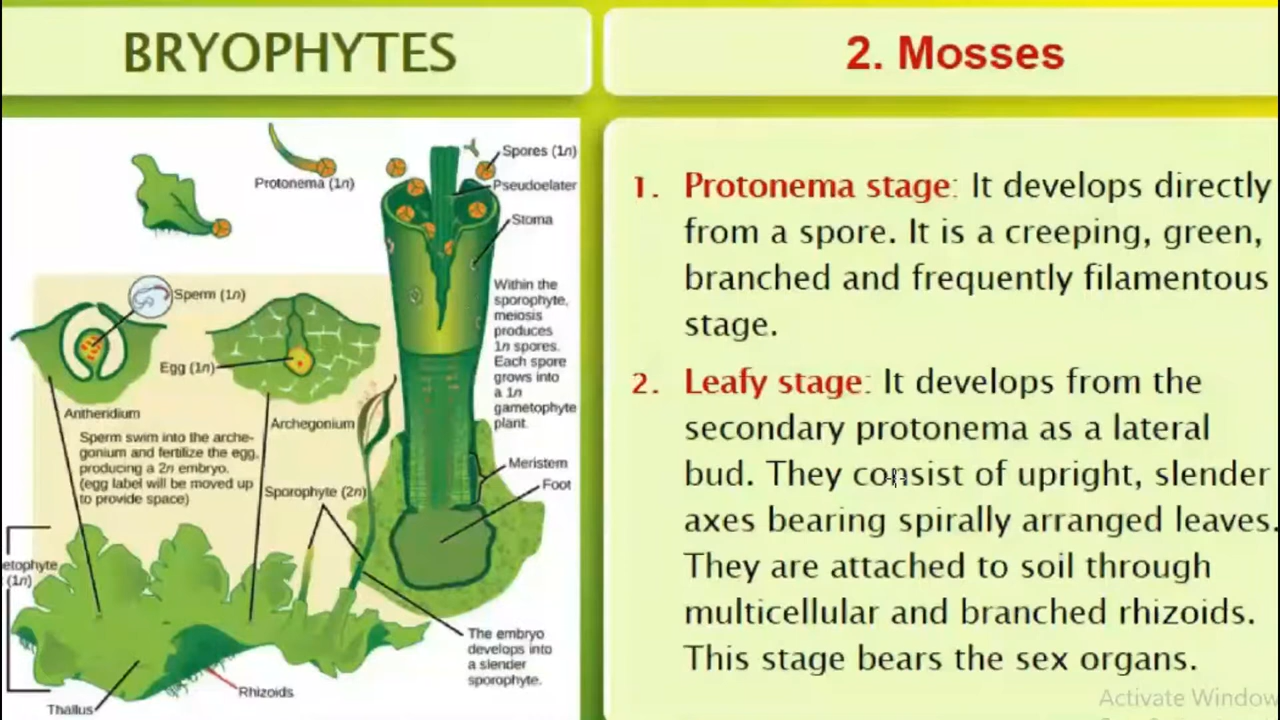 BRYOPHYTES
2. Mosses
Spores (1n)
Protonema (1n)
Pseudoelater
Stoma
Sperm (1n)
Within the
sporophyte,
meiosis
produces
1n spores.
Each spore
grows into
a 1n
gametophyte
plant.
Egg (1n)
Antheridium
Archegonium
Sperm swim into the arche-
gonium and fertilize the egg,
producing a 2n embryo.
(egg label will be moved up
to provide space)
Meristem
Foot
Sporophyte (2n)
etophyte
(1n)
The embryo
develops into
a slender
sporophyte.
Rhizoids
Thallus
1. Protonema stage: It develops directly
from a spore. It is a creeping, green,
branched and frequently filamentous
stage.
2. Leafy stage: It develops from the
secondary protonema as a lateral
bud. They consist of upright, slender
axes bearing spirally arranged leaves.
They are attached to soil through
multicellular and branched rhizoids.
This stage bears the sex organs.
Activate Window